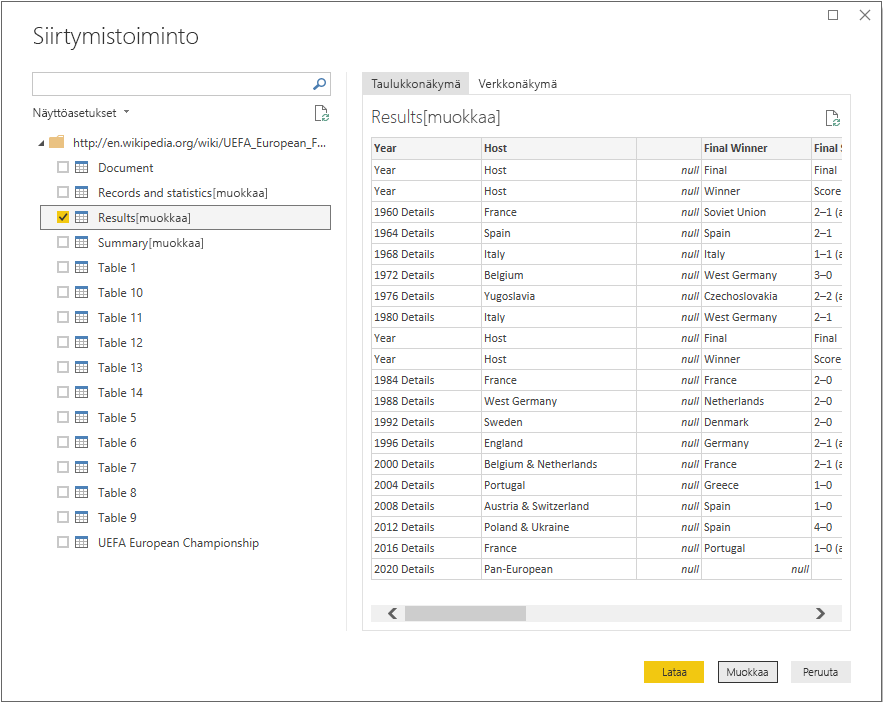 Siirtymistoiminto
Näyttöasetukset
http://en.wikipedia.org/wiki/UEFA_European_F...
Document
Records and statistics[muokkaa]
Results[muokkaa]
Summary[muokkaa]
Table 1
Table 10
Table 11
Table 12
Table 13
Table 14
Table 5
Table 6
Table 7
Table 8
Table 9
UEFA European Championship
Taulukkonäkymä Verkkonäkymä
Results[muokkaa]
Year Host Final Winner Final
Year Host null Final Final
Year Host null Winner Score
1960 Details France null Soviet Union 2–1 (a
1964 Details Spain null Spain 2–1
1968 Details Italy null Italy 1–1 (a
1972 Details Belgium null West Germany 3–0
1976 Details Yugoslavia null Czechoslovakia 2–2 (a
1980 Details Italy null West Germany 2–1
Year Host null Final Final
Year Host null Winner Score
1984 Details France null France 2–0
1988 Details West Germany null Netherlands 2–0
1992 Details Sweden null Denmark 2–0
1996 Details England null Germany 2–1 (a
2000 Details Belgium & Netherlands null France 2–1 (a
2004 Details Portugal null Greece 1–0
2008 Details Austria & Switzerland null Spain 1–0
2012 Details Poland & Ukraine null Spain 4–0
2016 Details France null Portugal 1–0 (a
2020 Details Pan-European null null
Lataa Muokkaa Peruuta